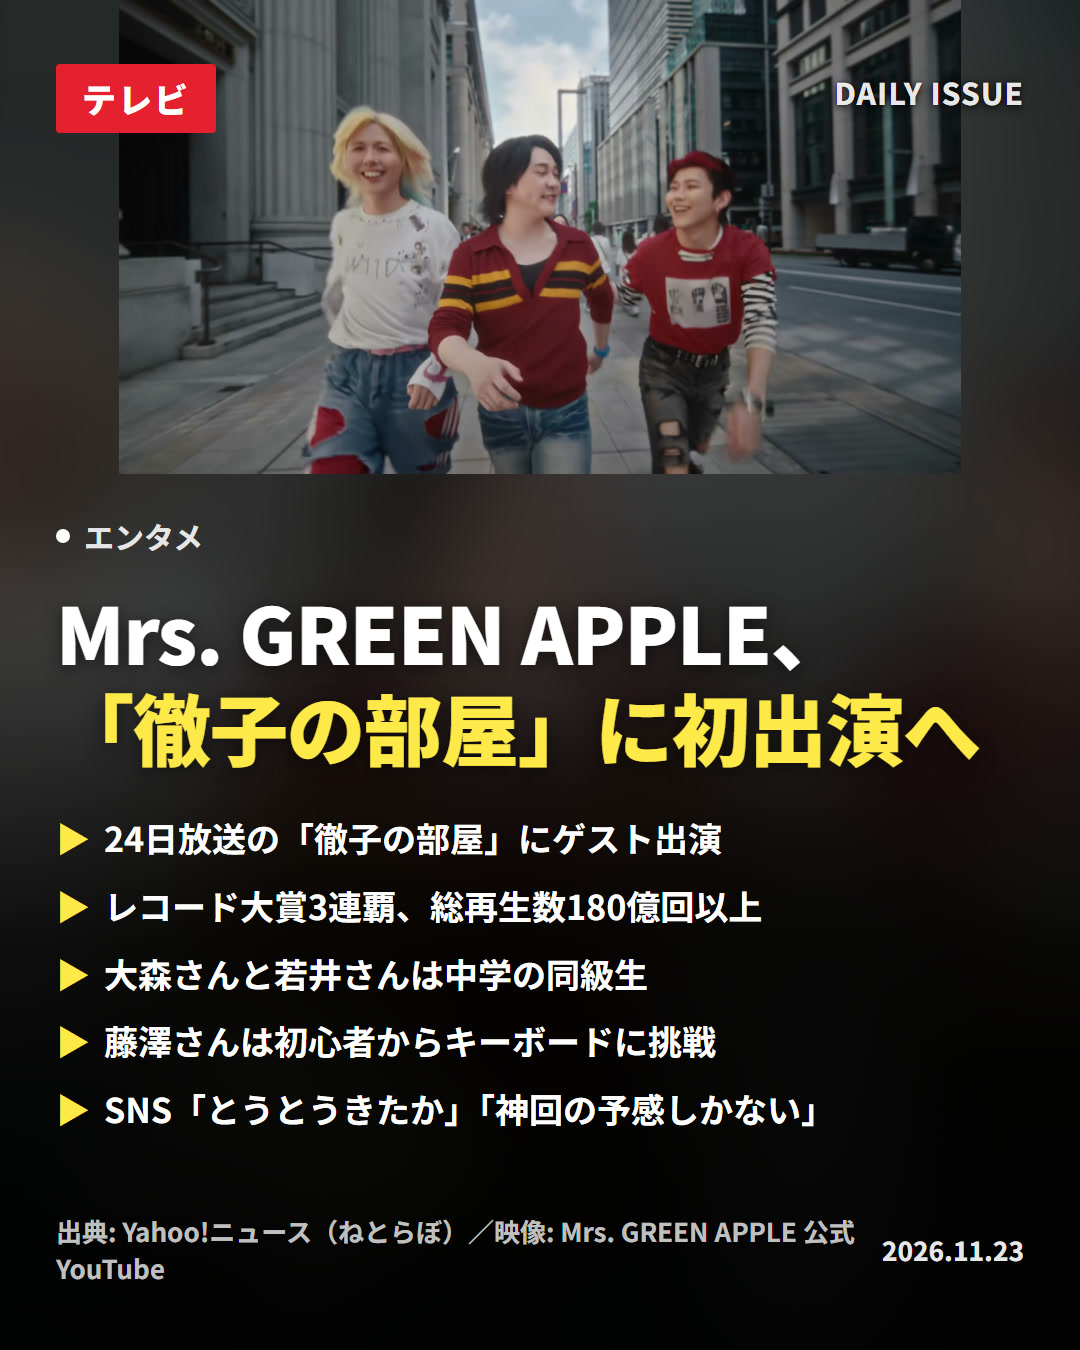 テレビ
DAILY ISSUE
エンタメ
Mrs. GREEN APPLE、
「徹子の部屋」に初出演へ
▶ 24日放送の「徹子の部屋」にゲスト出演
▶ レコード大賞3連覇、総再生数180億回以上
▶ 大森さんと若井さんは中学の同級生
▶ 藤澤さんは初心者からキーボードに挑戦
▶ SNS「とうとうきたか」「神回の予感しかない」
出典: Yahoo!ニュース（ねとらぼ）／映像: Mrs. GREEN APPLE 公式
YouTube
2026.11.23